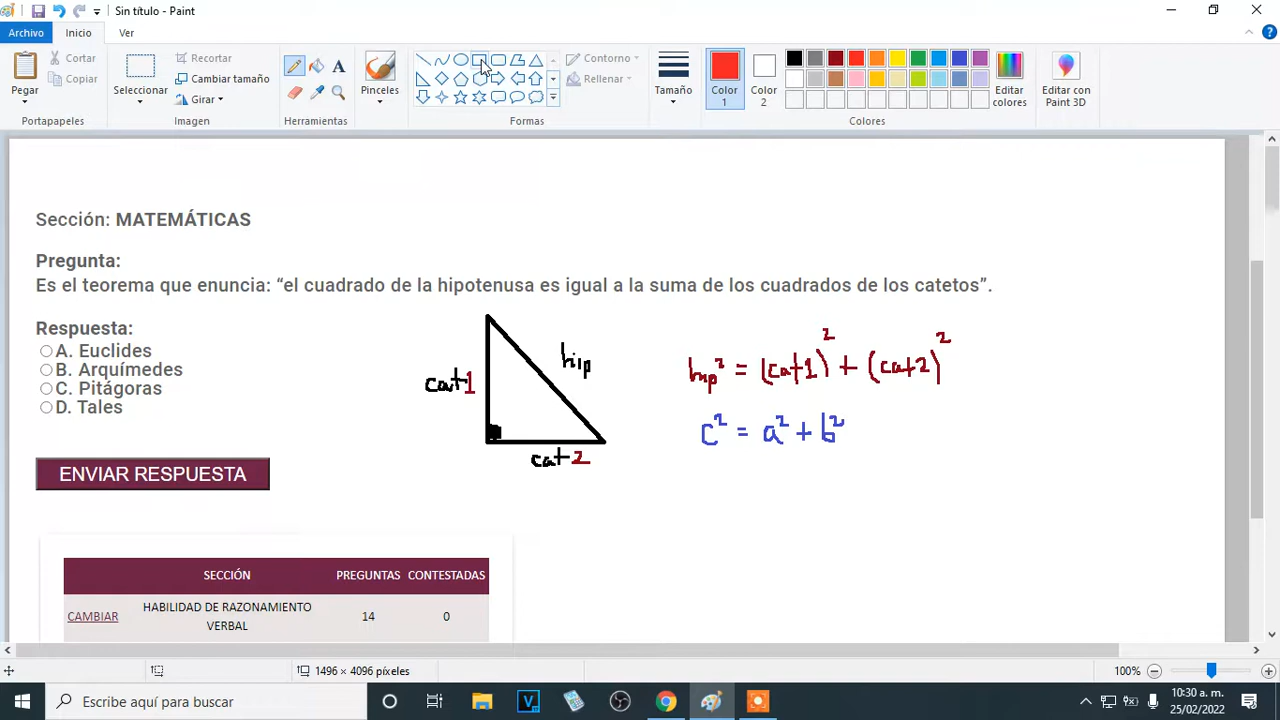 Sin título - Paint
Archivo Inicio Ver
Pegar
Cortar
Copiar
Portapapeles
Seleccionar
Recortar
Cambiar tamaño
Girar
Imagen
A
Herramientas
Pinceles
Contorno
Rellenar
Formas
Tamaño
Color 1
Color 2
Editar colores
Colores
Editar con Paint 3D
Sección: MATEMÁTICAS
Pregunta:
Es el teorema que enuncia: “el cuadrado de la hipotenusa es igual a la suma de los cuadrados de los catetos”.
Respuesta:
A. Euclides
B. Arquímedes
C. Pitágoras
D. Tales
cat1
hip
cat2
hip² = (cat1)² + (cat2)²
c² = a² + b²
ENVIAR RESPUESTA
SECCIÓN PREGUNTAS CONTESTADAS
CAMBIAR HABILIDAD DE RAZONAMIENTO VERBAL 14 0
1496 × 4096 píxeles
100%
Escribe aquí para buscar
V
10:30 a. m.
25/02/2022